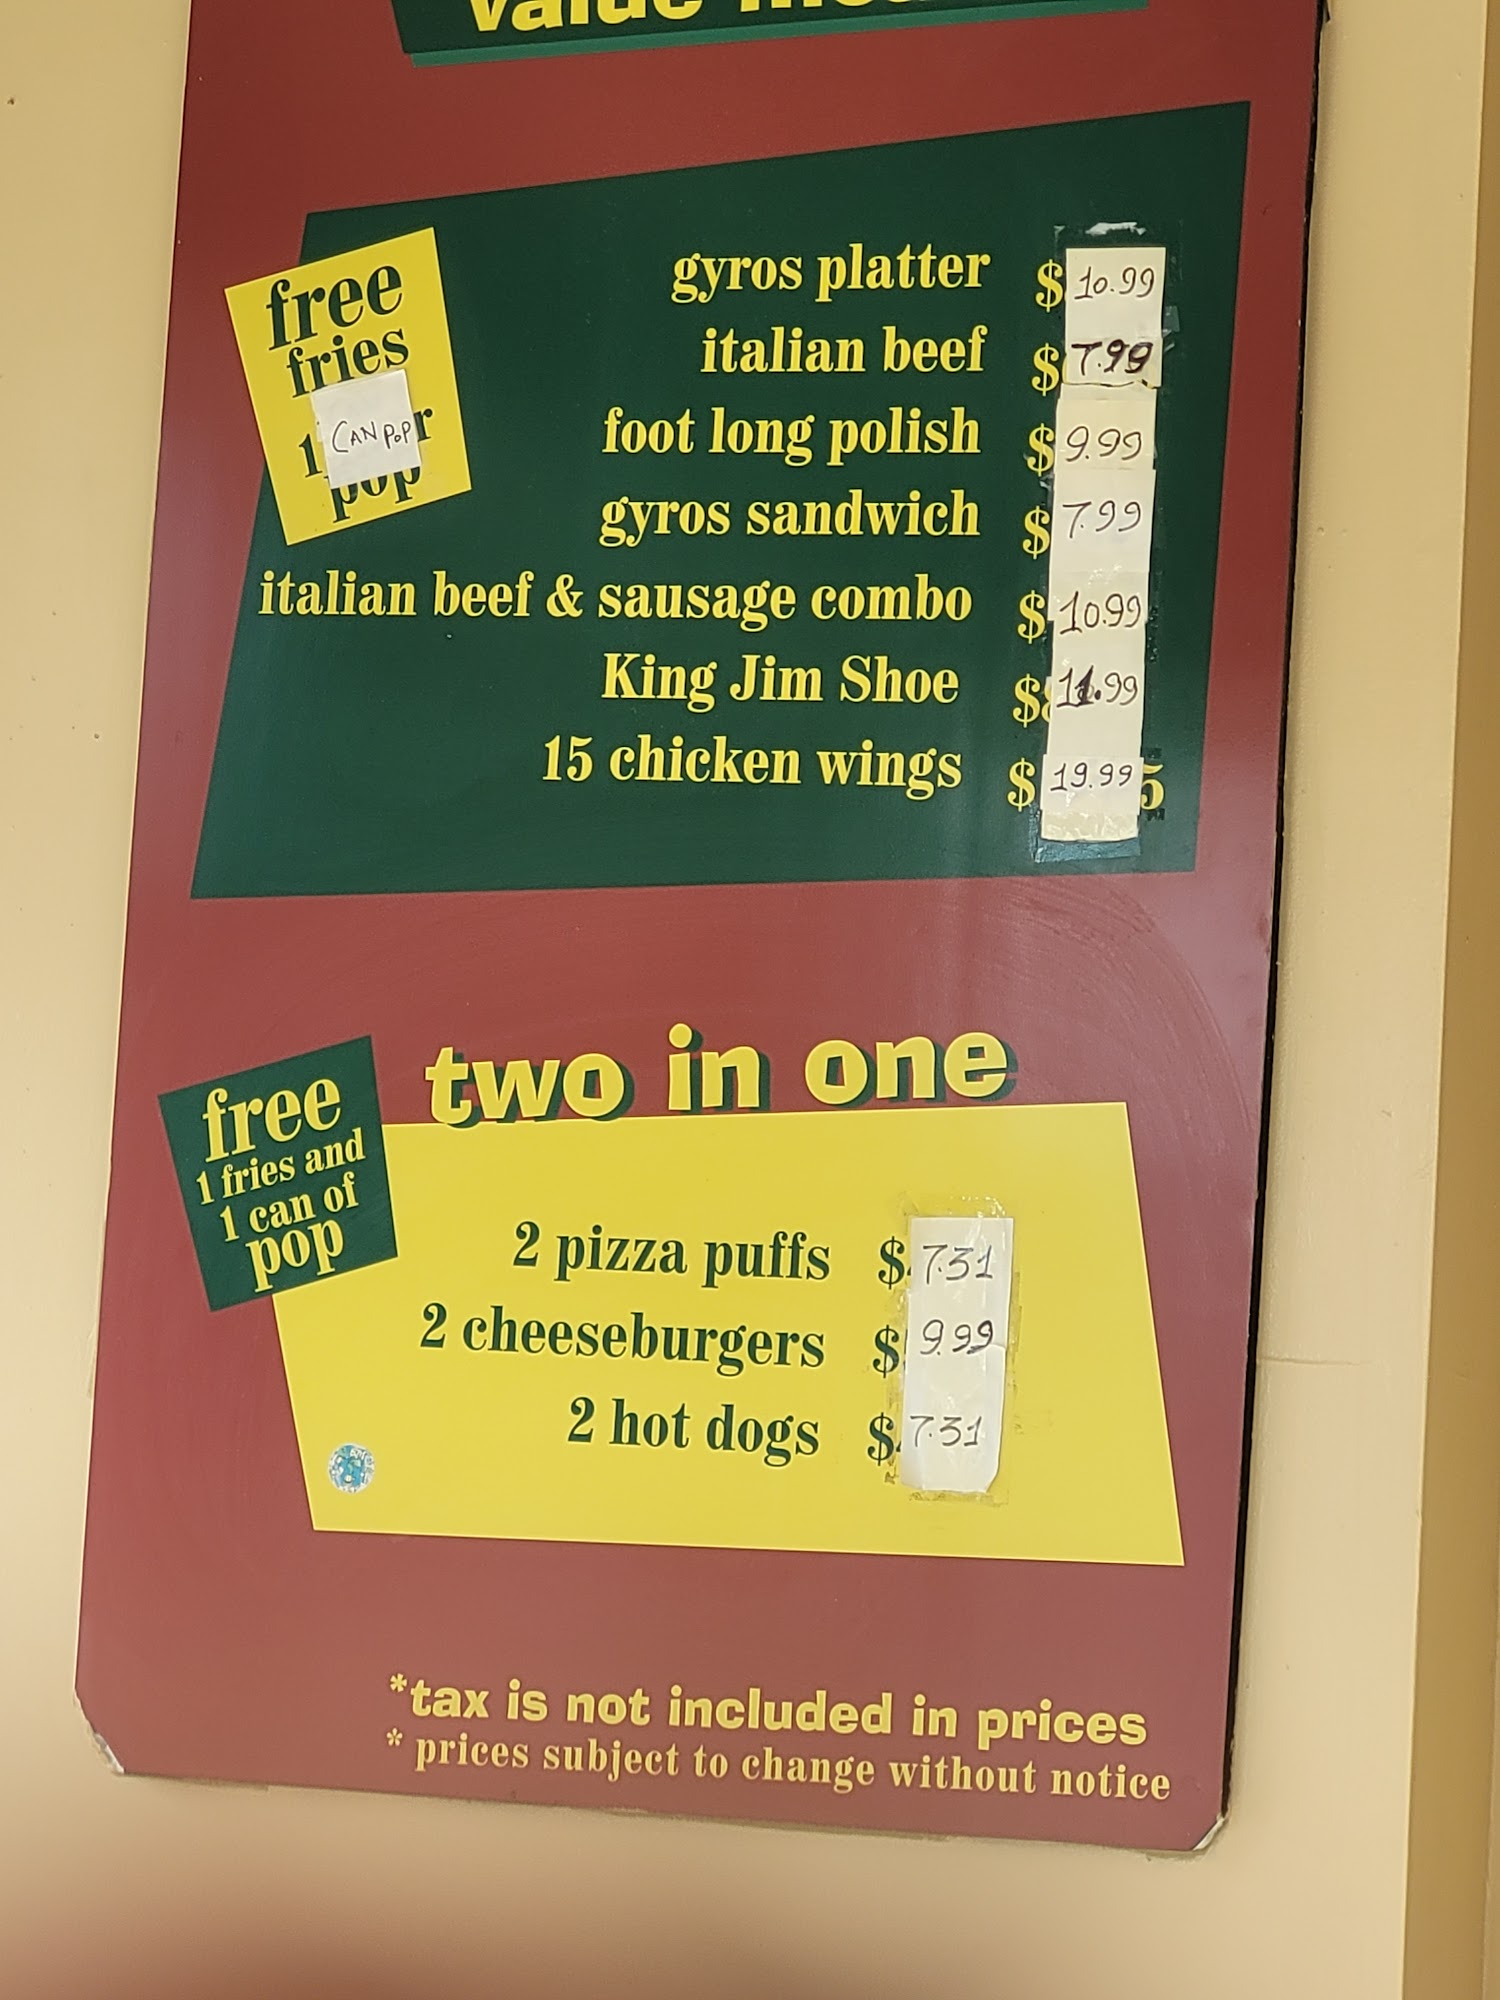 value
free
fries
CAN POP
pop
gyros platter $10.99
italian beef $7.99
foot long polish $9.99
gyros sandwich $7.99
italian beef & sausage combo $10.99
King Jim Shoe $11.99
15 chicken wings $19.99
two in one
free
1 fries and
1 can of
pop
2 pizza puffs $7.31
2 cheeseburgers $9.99
2 hot dogs $7.31
*tax is not included in prices
* prices subject to change without notice